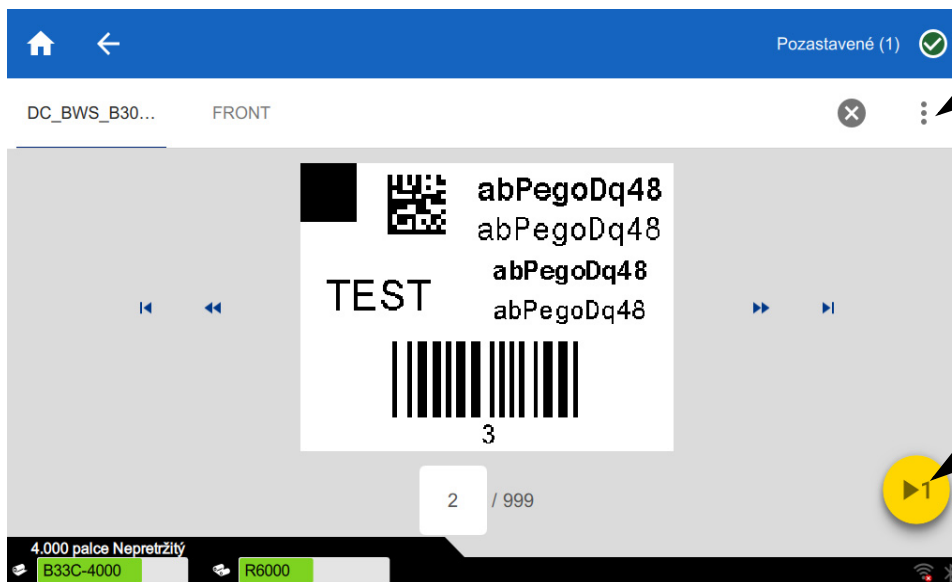 Pozastavené (1)
DC_BWS_B30... FRONT
abPegoDq48
abPegoDq48
TEST
abPegoDq48
abPegoDq48
3
2 / 999
1
4.000 palce Nepretržitý
B33C-4000 R6000